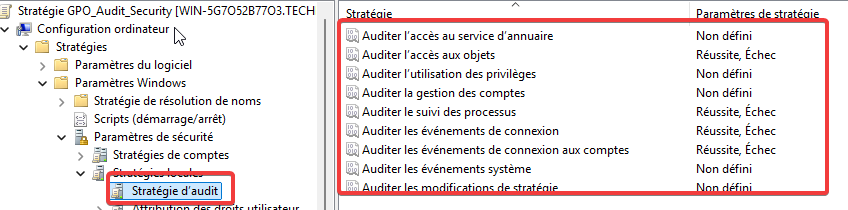 Stratégie GPO_Audit_Security [WIN-5G7O52B77O3.TECH
Configuration ordinateur
Stratégies
Paramètres du logiciel
Paramètres Windows
Stratégie de résolution de noms
Scripts (démarrage/arrêt)
Paramètres de sécurité
Stratégies de comptes
Stratégies locales
Stratégie d'audit
Attribution des droits utilisateur
Stratégie Paramètres de stratégie
Auditer l'accès au service d'annuaire Non défini
Auditer l'accès aux objets Réussite, Échec
Auditer l'utilisation des privilèges Non défini
Auditer la gestion des comptes Non défini
Auditer le suivi des processus Réussite, Échec
Auditer les événements de connexion Réussite, Échec
Auditer les événements de connexion aux comptes Réussite, Échec
Auditer les événements système Non défini
Auditer les modifications de stratégie Non défini